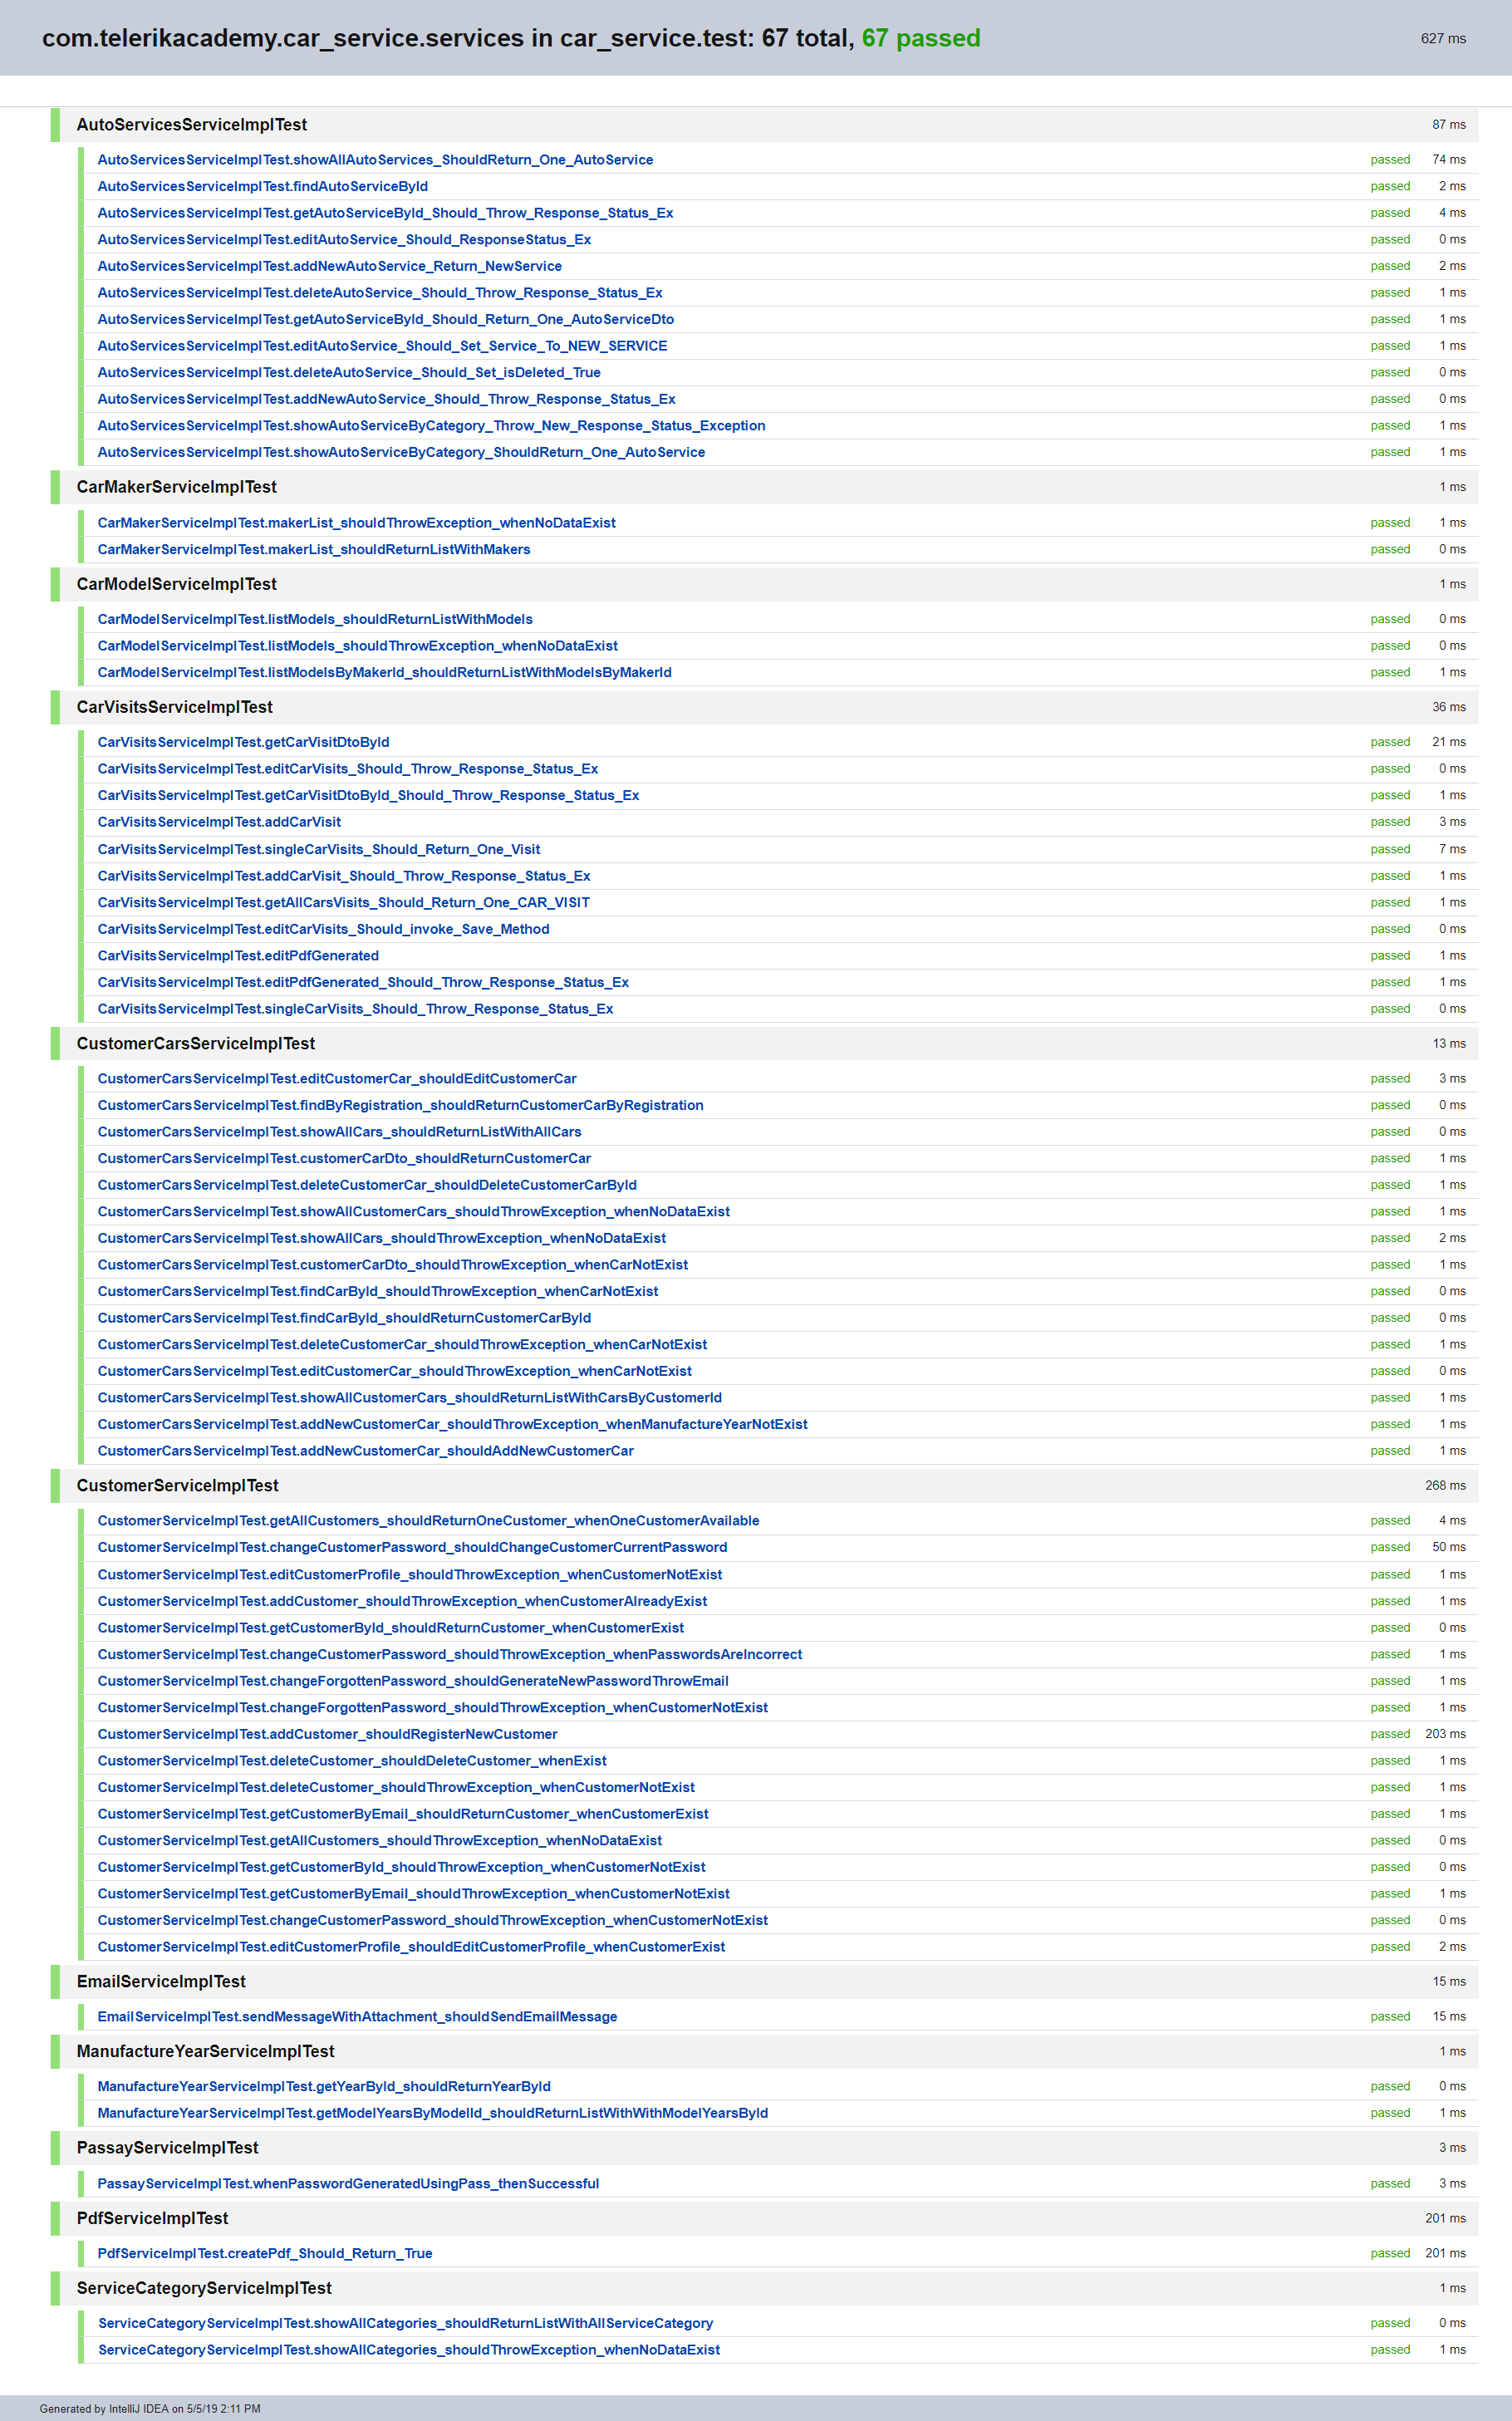 com.telerikacademy.car_service.services in car_service.test: 67 total, 67 passed 627 ms
AutoServicesServiceImplTest 87 ms
AutoServicesServiceImplTest.showAllAutoServices_ShouldReturn_One_AutoService passed 74 ms
AutoServicesServiceImplTest.findAutoServiceById passed 2 ms
AutoServicesServiceImplTest.getAutoServiceById_Should_Throw_Response_Status_Ex passed 4 ms
AutoServicesServiceImplTest.editAutoService_Should_ResponseStatus_Ex passed 0 ms
AutoServicesServiceImplTest.addNewAutoService_Return_NewService passed 2 ms
AutoServicesServiceImplTest.deleteAutoService_Should_Throw_Response_Status_Ex passed 1 ms
AutoServicesServiceImplTest.getAutoServiceById_Should_Return_One_AutoServiceDto passed 1 ms
AutoServicesServiceImplTest.editAutoService_Should_Set_Service_To_NEW_SERVICE passed 1 ms
AutoServicesServiceImplTest.deleteAutoService_Should_Set_isDeleted_True passed 0 ms
AutoServicesServiceImplTest.addNewAutoService_Should_Throw_Response_Status_Ex passed 0 ms
AutoServicesServiceImplTest.showAutoServiceByCategory_Throw_New_Response_Status_Exception passed 1 ms
AutoServicesServiceImplTest.showAutoServiceByCategory_ShouldReturn_One_AutoService passed 1 ms
CarMakerServiceImplTest 1 ms
CarMakerServiceImplTest.makerList_shouldThrowException_whenNoDataExist passed 1 ms
CarMakerServiceImplTest.makerList_shouldReturnListWithMakers passed 0 ms
CarModelServiceImplTest 1 ms
CarModelServiceImplTest.listModels_shouldReturnListWithModels passed 0 ms
CarModelServiceImplTest.listModels_shouldThrowException_whenNoDataExist passed 0 ms
CarModelServiceImplTest.listModelsByMakerId_shouldReturnListWithModelsByMakerId passed 1 ms
CarVisitsServiceImplTest 36 ms
CarVisitsServiceImplTest.getCarVisitDtoById passed 21 ms
CarVisitsServiceImplTest.editCarVisits_Should_Throw_Response_Status_Ex passed 0 ms
CarVisitsServiceImplTest.getCarVisitDtoById_Should_Throw_Response_Status_Ex passed 1 ms
CarVisitsServiceImplTest.addCarVisit passed 3 ms
CarVisitsServiceImplTest.singleCarVisits_Should_Return_One_Visit passed 7 ms
CarVisitsServiceImplTest.addCarVisit_Should_Throw_Response_Status_Ex passed 1 ms
CarVisitsServiceImplTest.getAllCarsVisits_Should_Return_One_CAR_VISIT passed 1 ms
CarVisitsServiceImplTest.editCarVisits_Should_invoke_Save_Method passed 0 ms
CarVisitsServiceImplTest.editPdfGenerated passed 1 ms
CarVisitsServiceImplTest.editPdfGenerated_Should_Throw_Response_Status_Ex passed 1 ms
CarVisitsServiceImplTest.singleCarVisits_Should_Throw_Response_Status_Ex passed 0 ms
CustomerCarsServiceImplTest 13 ms
CustomerCarsServiceImplTest.editCustomerCar_shouldEditCustomerCar passed 3 ms
CustomerCarsServiceImplTest.findByRegistration_shouldReturnCustomerCarByRegistration passed 0 ms
CustomerCarsServiceImplTest.showAllCars_shouldReturnListWithAllCars passed 0 ms
CustomerCarsServiceImplTest.customerCarDto_shouldReturnCustomerCar passed 1 ms
CustomerCarsServiceImplTest.deleteCustomerCar_shouldDeleteCustomerCarById passed 1 ms
CustomerCarsServiceImplTest.showAllCustomerCars_shouldThrowException_whenNoDataExist passed 1 ms
CustomerCarsServiceImplTest.showAllCars_shouldThrowException_whenNoDataExist passed 2 ms
CustomerCarsServiceImplTest.customerCarDto_shouldThrowException_whenCarNotExist passed 1 ms
CustomerCarsServiceImplTest.findCarById_shouldThrowException_whenCarNotExist passed 0 ms
CustomerCarsServiceImplTest.findCarById_shouldReturnCustomerCarById passed 0 ms
CustomerCarsServiceImplTest.deleteCustomerCar_shouldThrowException_whenCarNotExist passed 1 ms
CustomerCarsServiceImplTest.editCustomerCar_shouldThrowException_whenCarNotExist passed 0 ms
CustomerCarsServiceImplTest.showAllCustomerCars_shouldReturnListWithCarsByCustomerId passed 1 ms
CustomerCarsServiceImplTest.addNewCustomerCar_shouldThrowException_whenManufactureYearNotExist passed 1 ms
CustomerCarsServiceImplTest.addNewCustomerCar_shouldAddNewCustomerCar passed 1 ms
CustomerServiceImplTest 268 ms
CustomerServiceImplTest.getAllCustomers_shouldReturnOneCustomer_whenOneCustomerAvailable passed 4 ms
CustomerServiceImplTest.changeCustomerPassword_shouldChangeCustomerCurrentPassword passed 50 ms
CustomerServiceImplTest.editCustomerProfile_shouldThrowException_whenCustomerNotExist passed 1 ms
CustomerServiceImplTest.addCustomer_shouldThrowException_whenCustomerAlreadyExist passed 1 ms
CustomerServiceImplTest.getCustomerById_shouldReturnCustomer_whenCustomerExist passed 0 ms
CustomerServiceImplTest.changeCustomerPassword_shouldThrowException_whenPasswordsAreIncorrect passed 1 ms
CustomerServiceImplTest.changeForgottenPassword_shouldGenerateNewPasswordThrowEmail passed 1 ms
CustomerServiceImplTest.changeForgottenPassword_shouldThrowException_whenCustomerNotExist passed 1 ms
CustomerServiceImplTest.addCustomer_shouldRegisterNewCustomer passed 203 ms
CustomerServiceImplTest.deleteCustomer_shouldDeleteCustomer_whenExist passed 1 ms
CustomerServiceImplTest.deleteCustomer_shouldThrowException_whenCustomerNotExist passed 1 ms
CustomerServiceImplTest.getCustomerByEmail_shouldReturnCustomer_whenCustomerExist passed 1 ms
CustomerServiceImplTest.getAllCustomers_shouldThrowException_whenNoDataExist passed 0 ms
CustomerServiceImplTest.getCustomerById_shouldThrowException_whenCustomerNotExist passed 0 ms
CustomerServiceImplTest.getCustomerByEmail_shouldThrowException_whenCustomerNotExist passed 1 ms
CustomerServiceImplTest.changeCustomerPassword_shouldThrowException_whenCustomerNotExist passed 0 ms
CustomerServiceImplTest.editCustomerProfile_shouldEditCustomerProfile_whenCustomerExist passed 2 ms
EmailServiceImplTest 15 ms
EmailServiceImplTest.sendMessageWithAttachment_shouldSendEmailMessage passed 15 ms
ManufactureYearServiceImplTest 1 ms
ManufactureYearServiceImplTest.getYearById_shouldReturnYearById passed 0 ms
ManufactureYearServiceImplTest.getModelYearsByModelId_shouldReturnListWithWithModelYearsById passed 1 ms
PassayServiceImplTest 3 ms
PassayServiceImplTest.whenPasswordGeneratedUsingPass_thenSuccessful passed 3 ms
PdfServiceImplTest 201 ms
PdfServiceImplTest.createPdf_Should_Return_True passed 201 ms
ServiceCategoryServiceImplTest 1 ms
ServiceCategoryServiceImplTest.showAllCategories_shouldReturnListWithAllServiceCategory passed 0 ms
ServiceCategoryServiceImplTest.showAllCategories_shouldThrowException_whenNoDataExist passed 1 ms
Generated by IntelliJ IDEA on 5/5/19 2:11 PM